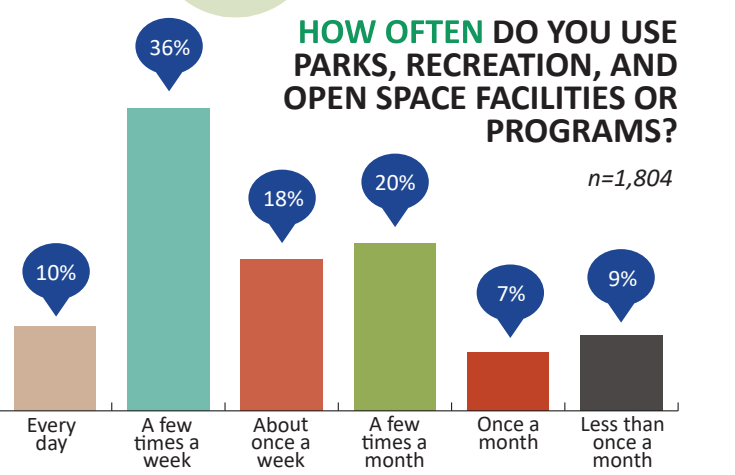 HOW OFTEN DO YOU USE
PARKS, RECREATION, AND
OPEN SPACE FACILITIES OR
PROGRAMS?
n=1,804
10%
36%
18%
20%
7%
9%
Every
day
A few
times a
week
About
once a
week
A few
times a
month
Once a
month
Less than
once a
month